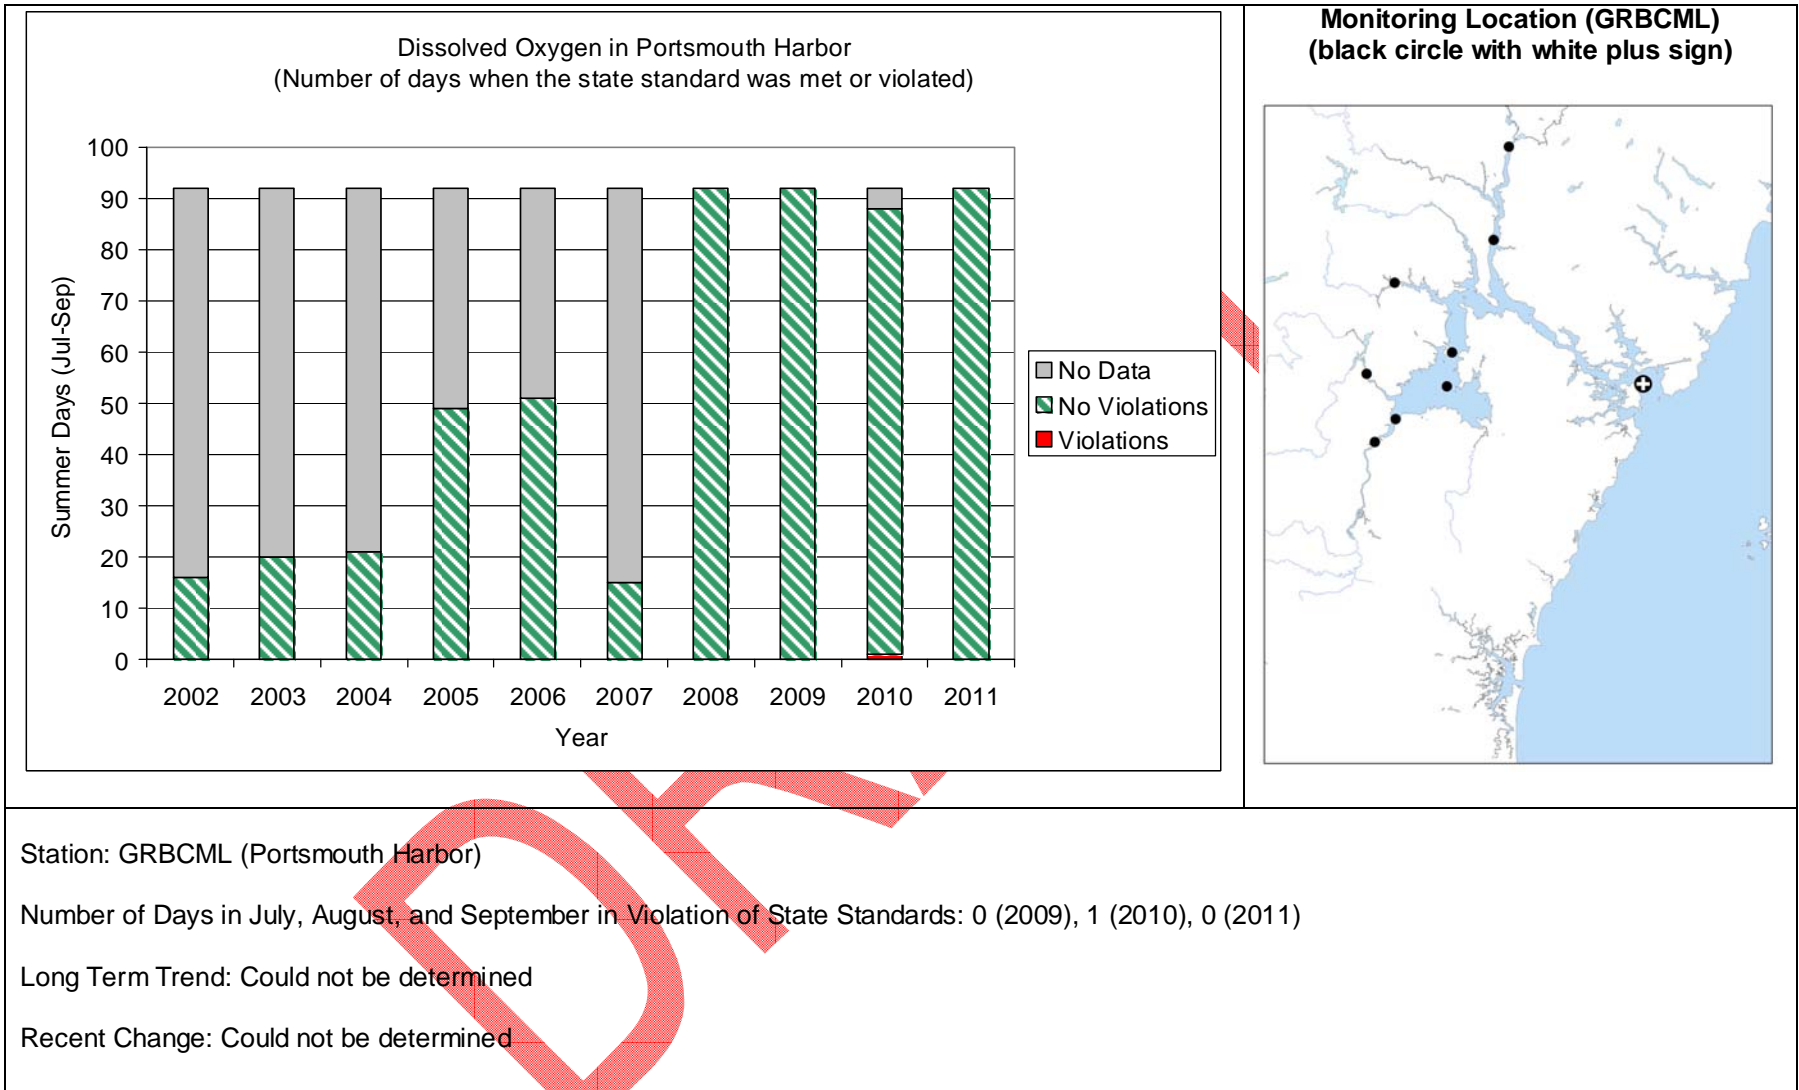 Dissolved Oxygen in Portsmouth Harbor
(Number of days when the state standard was met or violated)
100
90
80
70
60
50
40
30
20
10
0
Summer Days (Jul-Sep)
2002 2003 2004 2005 2006 2007 2008 2009 2010 2011
Year
No Data
No Violations
Violations
Monitoring Location (GRBCML)
(black circle with white plus sign)
Station: GRBCML (Portsmouth Harbor)
Number of Days in July, August, and September in Violation of State Standards: 0 (2009), 1 (2010), 0 (2011)
Long Term Trend: Could not be determined
Recent Change: Could not be determined